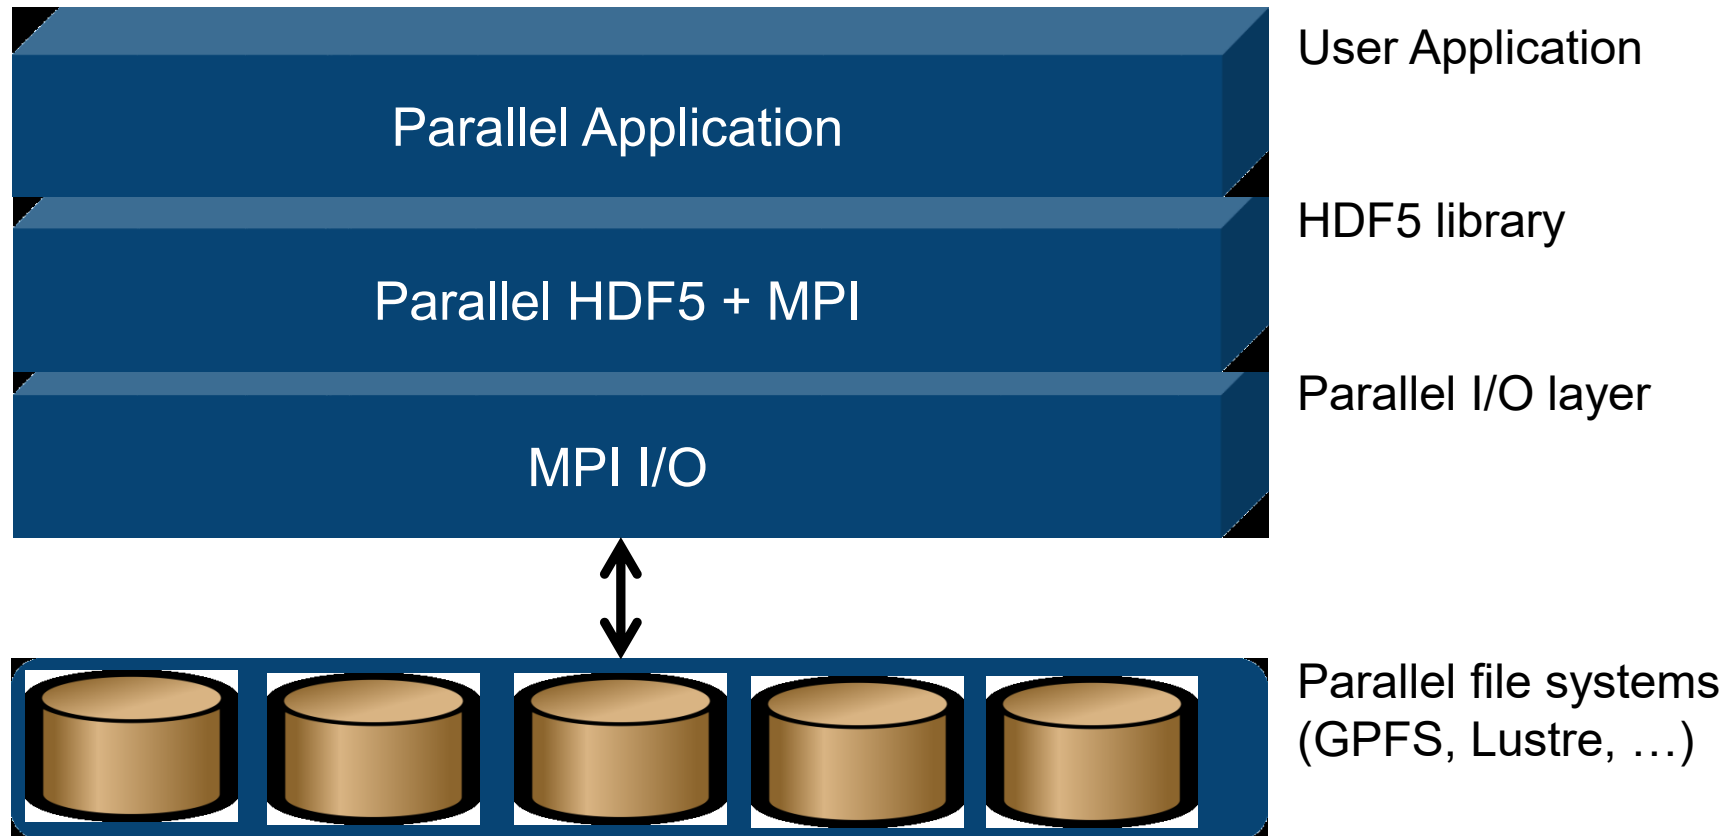 User Application
Parallel Application
HDF5 library
Parallel HDF5 + MPI
Parallel I/O layer
MPI I/O
Parallel file systems
(GPFS, Lustre, …)